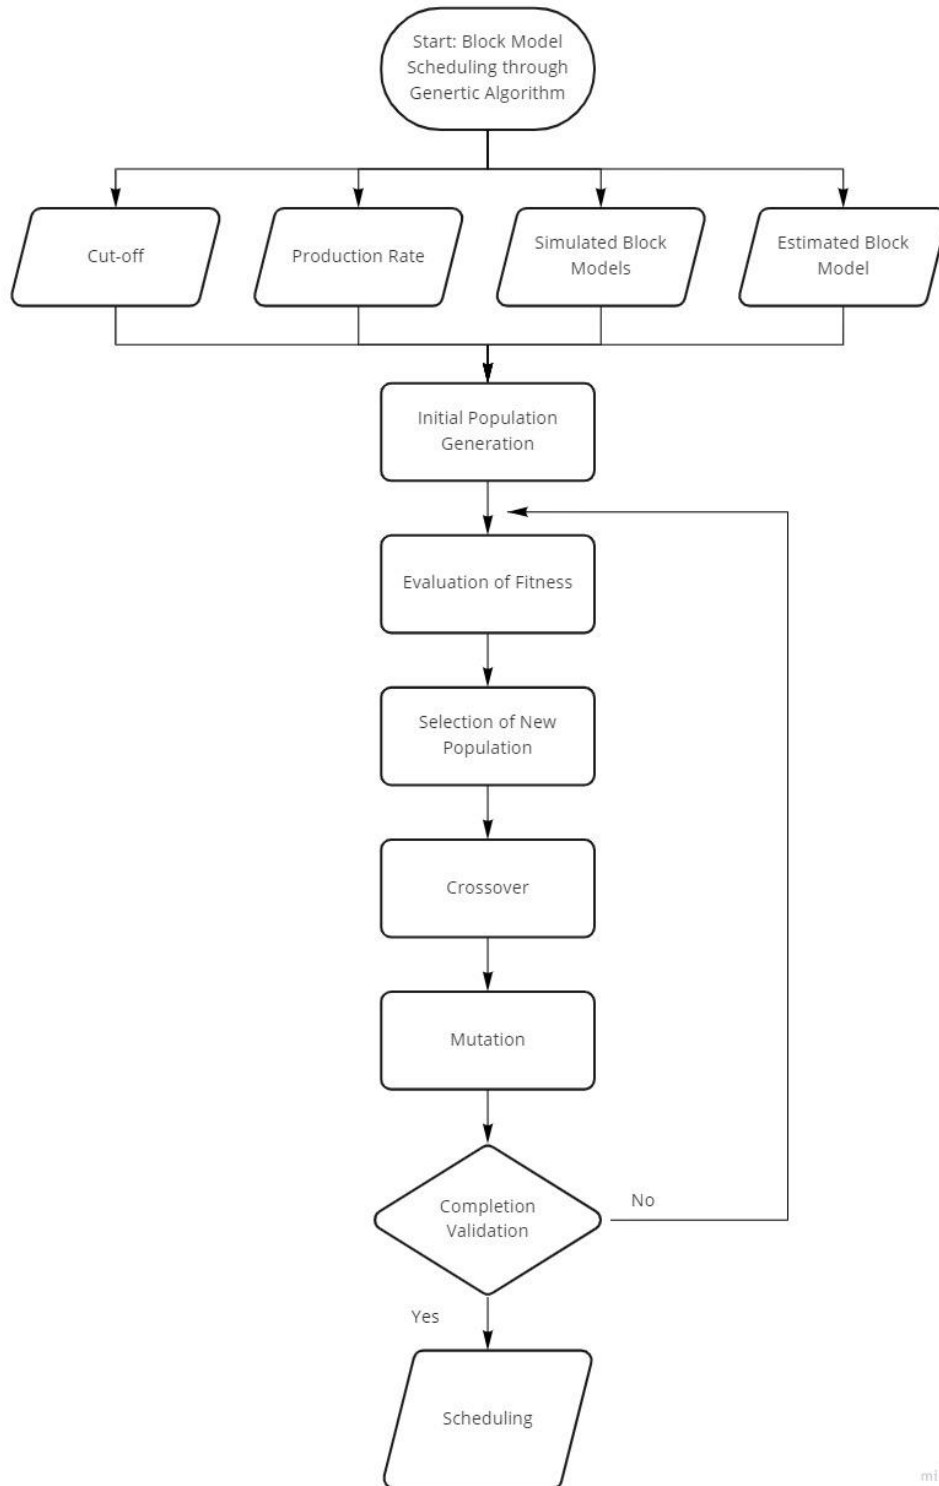 Start: Block Model
Scheduling through
Genertic Algorithm
Cut-off
Production Rate
Simulated Block
Models
Estimated Block
Model
Initial Population
Generation
Evaluation of Fitness
Selection of New
Population
Crossover
Mutation
Completion
Validation
No
Yes
Scheduling
mi